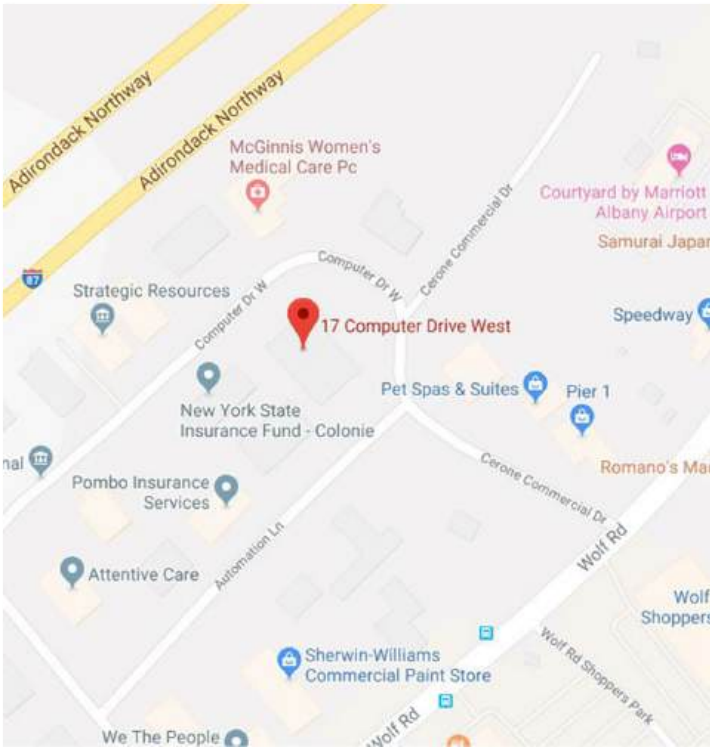 Adirondack Northway
Adirondack Northway
McGinnis Women's
Medical Care Pc
Courtyard by Marriott
Albany Airport
Samurai Japan
Cerone Commercial Dr
Computer Dr W
87
Strategic Resources
Computer Dr W
17 Computer Drive West
Speedway
Pet Spas & Suites
Pier 1
New York State
Insurance Fund - Colonie
nal
Cerone Commercial Dr
Romano's Ma
Pombo Insurance
Services
Automation Ln
Wolf Rd
Attentive Care
Wolf
Shoppers
Wolf Rd Shoppers Park
Sherwin-Williams
Commercial Paint Store
Wolf Rd
We The People